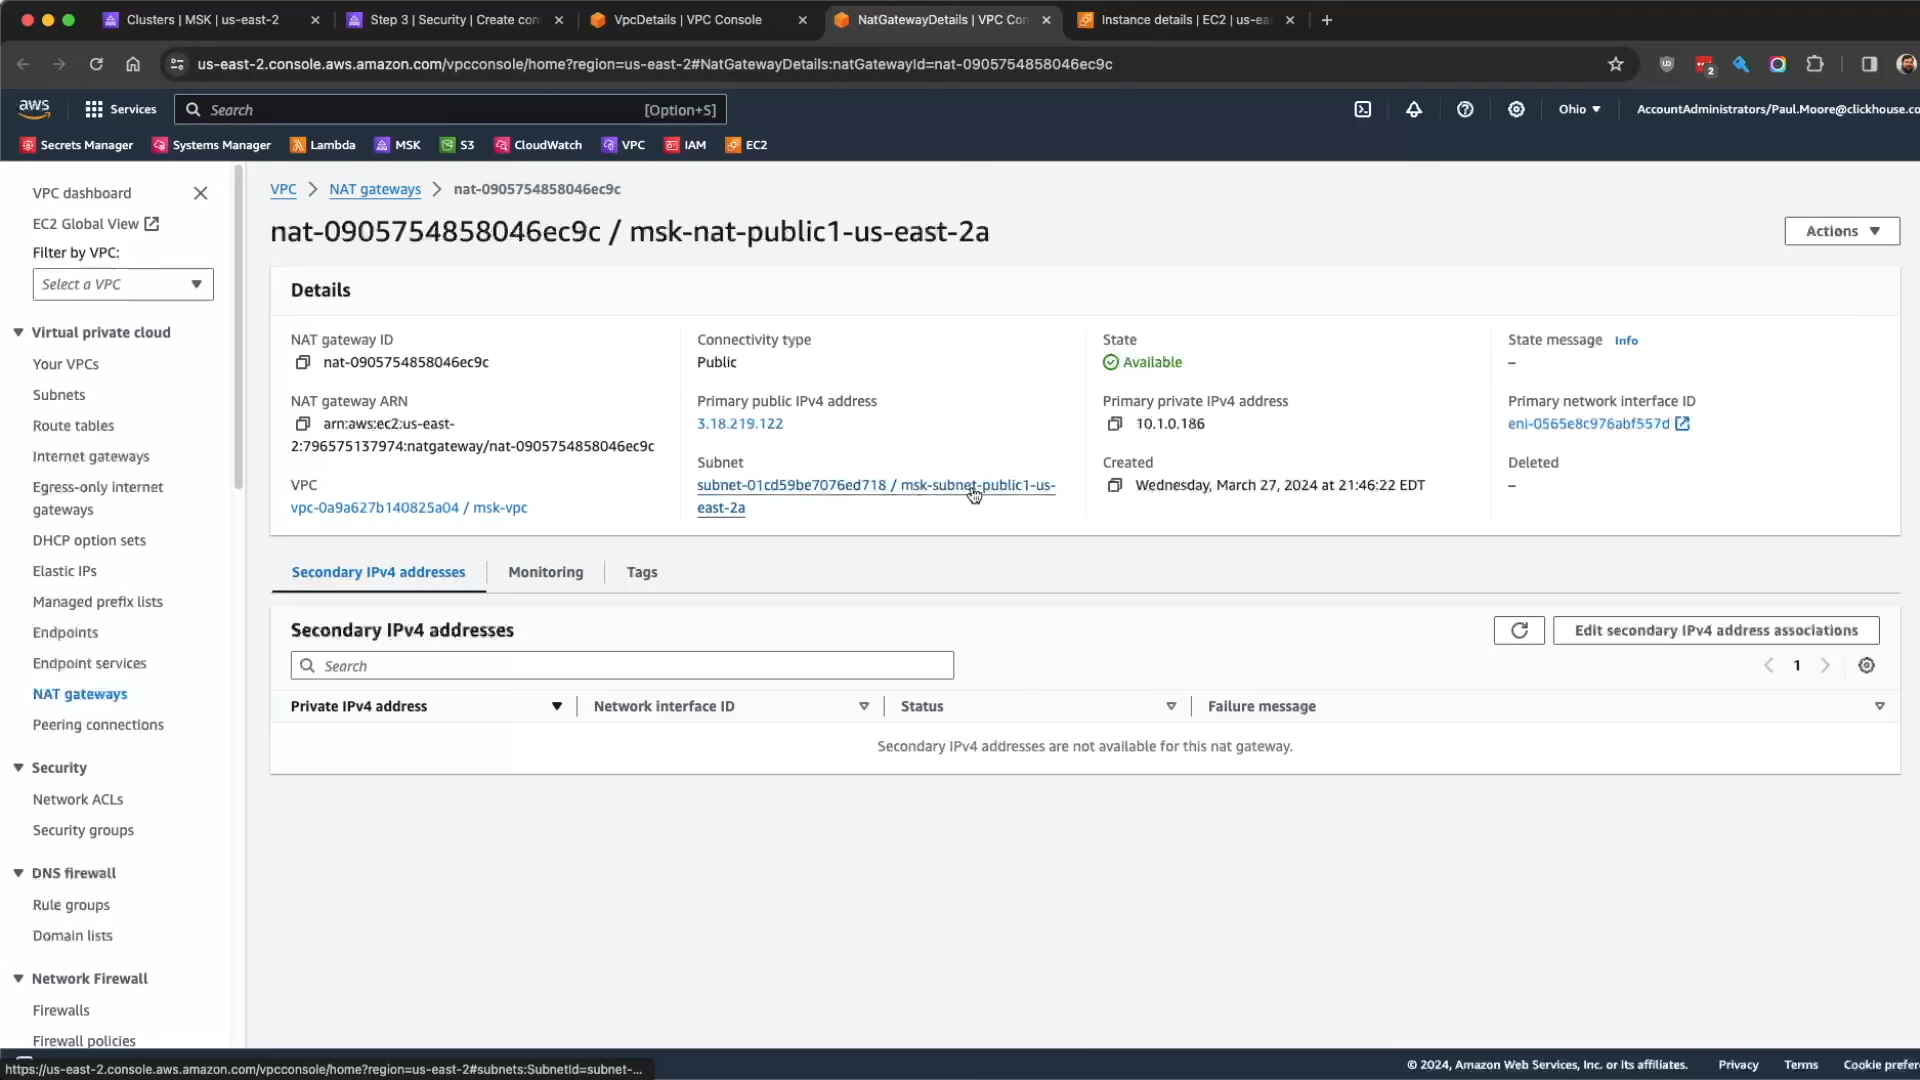 Clusters | MSK | us-east-2
Step 3 | Security | Create con
VpcDetails | VPC Console
NatGatewayDetails | VPC Con
Instance details | EC2 | us-ea
us-east-2.console.aws.amazon.com/vpcconsole/home?region=us-east-2#NatGatewayDetails:natGatewayId=nat-0905754858046ec9c
2
aws
Services
Search
[Option+S]
Ohio
AccountAdministrators/Paul.Moore@clickhouse.co
Secrets Manager
Systems Manager
Lambda
MSK
S3
CloudWatch
VPC
IAM
EC2
VPC dashboard
EC2 Global View
Filter by VPC:
Select a VPC
Virtual private cloud
Your VPCs
Subnets
Route tables
Internet gateways
Egress-only internet
gateways
DHCP option sets
Elastic IPs
Managed prefix lists
Endpoints
Endpoint services
NAT gateways
Peering connections
Security
Network ACLs
Security groups
DNS firewall
Rule groups
Domain lists
Network Firewall
Firewalls
Firewall policies
VPC > NAT gateways > nat-0905754858046ec9c
nat-0905754858046ec9c / msk-nat-public1-us-east-2a
Actions
Details
NAT gateway ID
nat-0905754858046ec9c
NAT gateway ARN
arn:aws:ec2:us-east-
2:796575137974:natgateway/nat-0905754858046ec9c
VPC
vpc-0a9a627b140825a04 / msk-vpc
Connectivity type
Public
Primary public IPv4 address
3.18.219.122
Subnet
subnet-01cd59be7076ed718 / msk-subnet-public1-us-
east-2a
State
Available
Primary private IPv4 address
10.1.0.186
Created
Wednesday, March 27, 2024 at 21:46:22 EDT
State message Info
–
Primary network interface ID
eni-0565e8c976abf557d
Deleted
–
Secondary IPv4 addresses
Monitoring
Tags
Secondary IPv4 addresses
Edit secondary IPv4 address associations
Search
1
Private IPv4 address
Network interface ID
Status
Failure message
Secondary IPv4 addresses are not available for this nat gateway.
https://us-east-2.console.aws.amazon.com/vpcconsole/home?region=us-east-2#subnets:SubnetId=subnet-...
© 2024, Amazon Web Services, Inc. or its affiliates.
Privacy
Terms
Cookie prefer